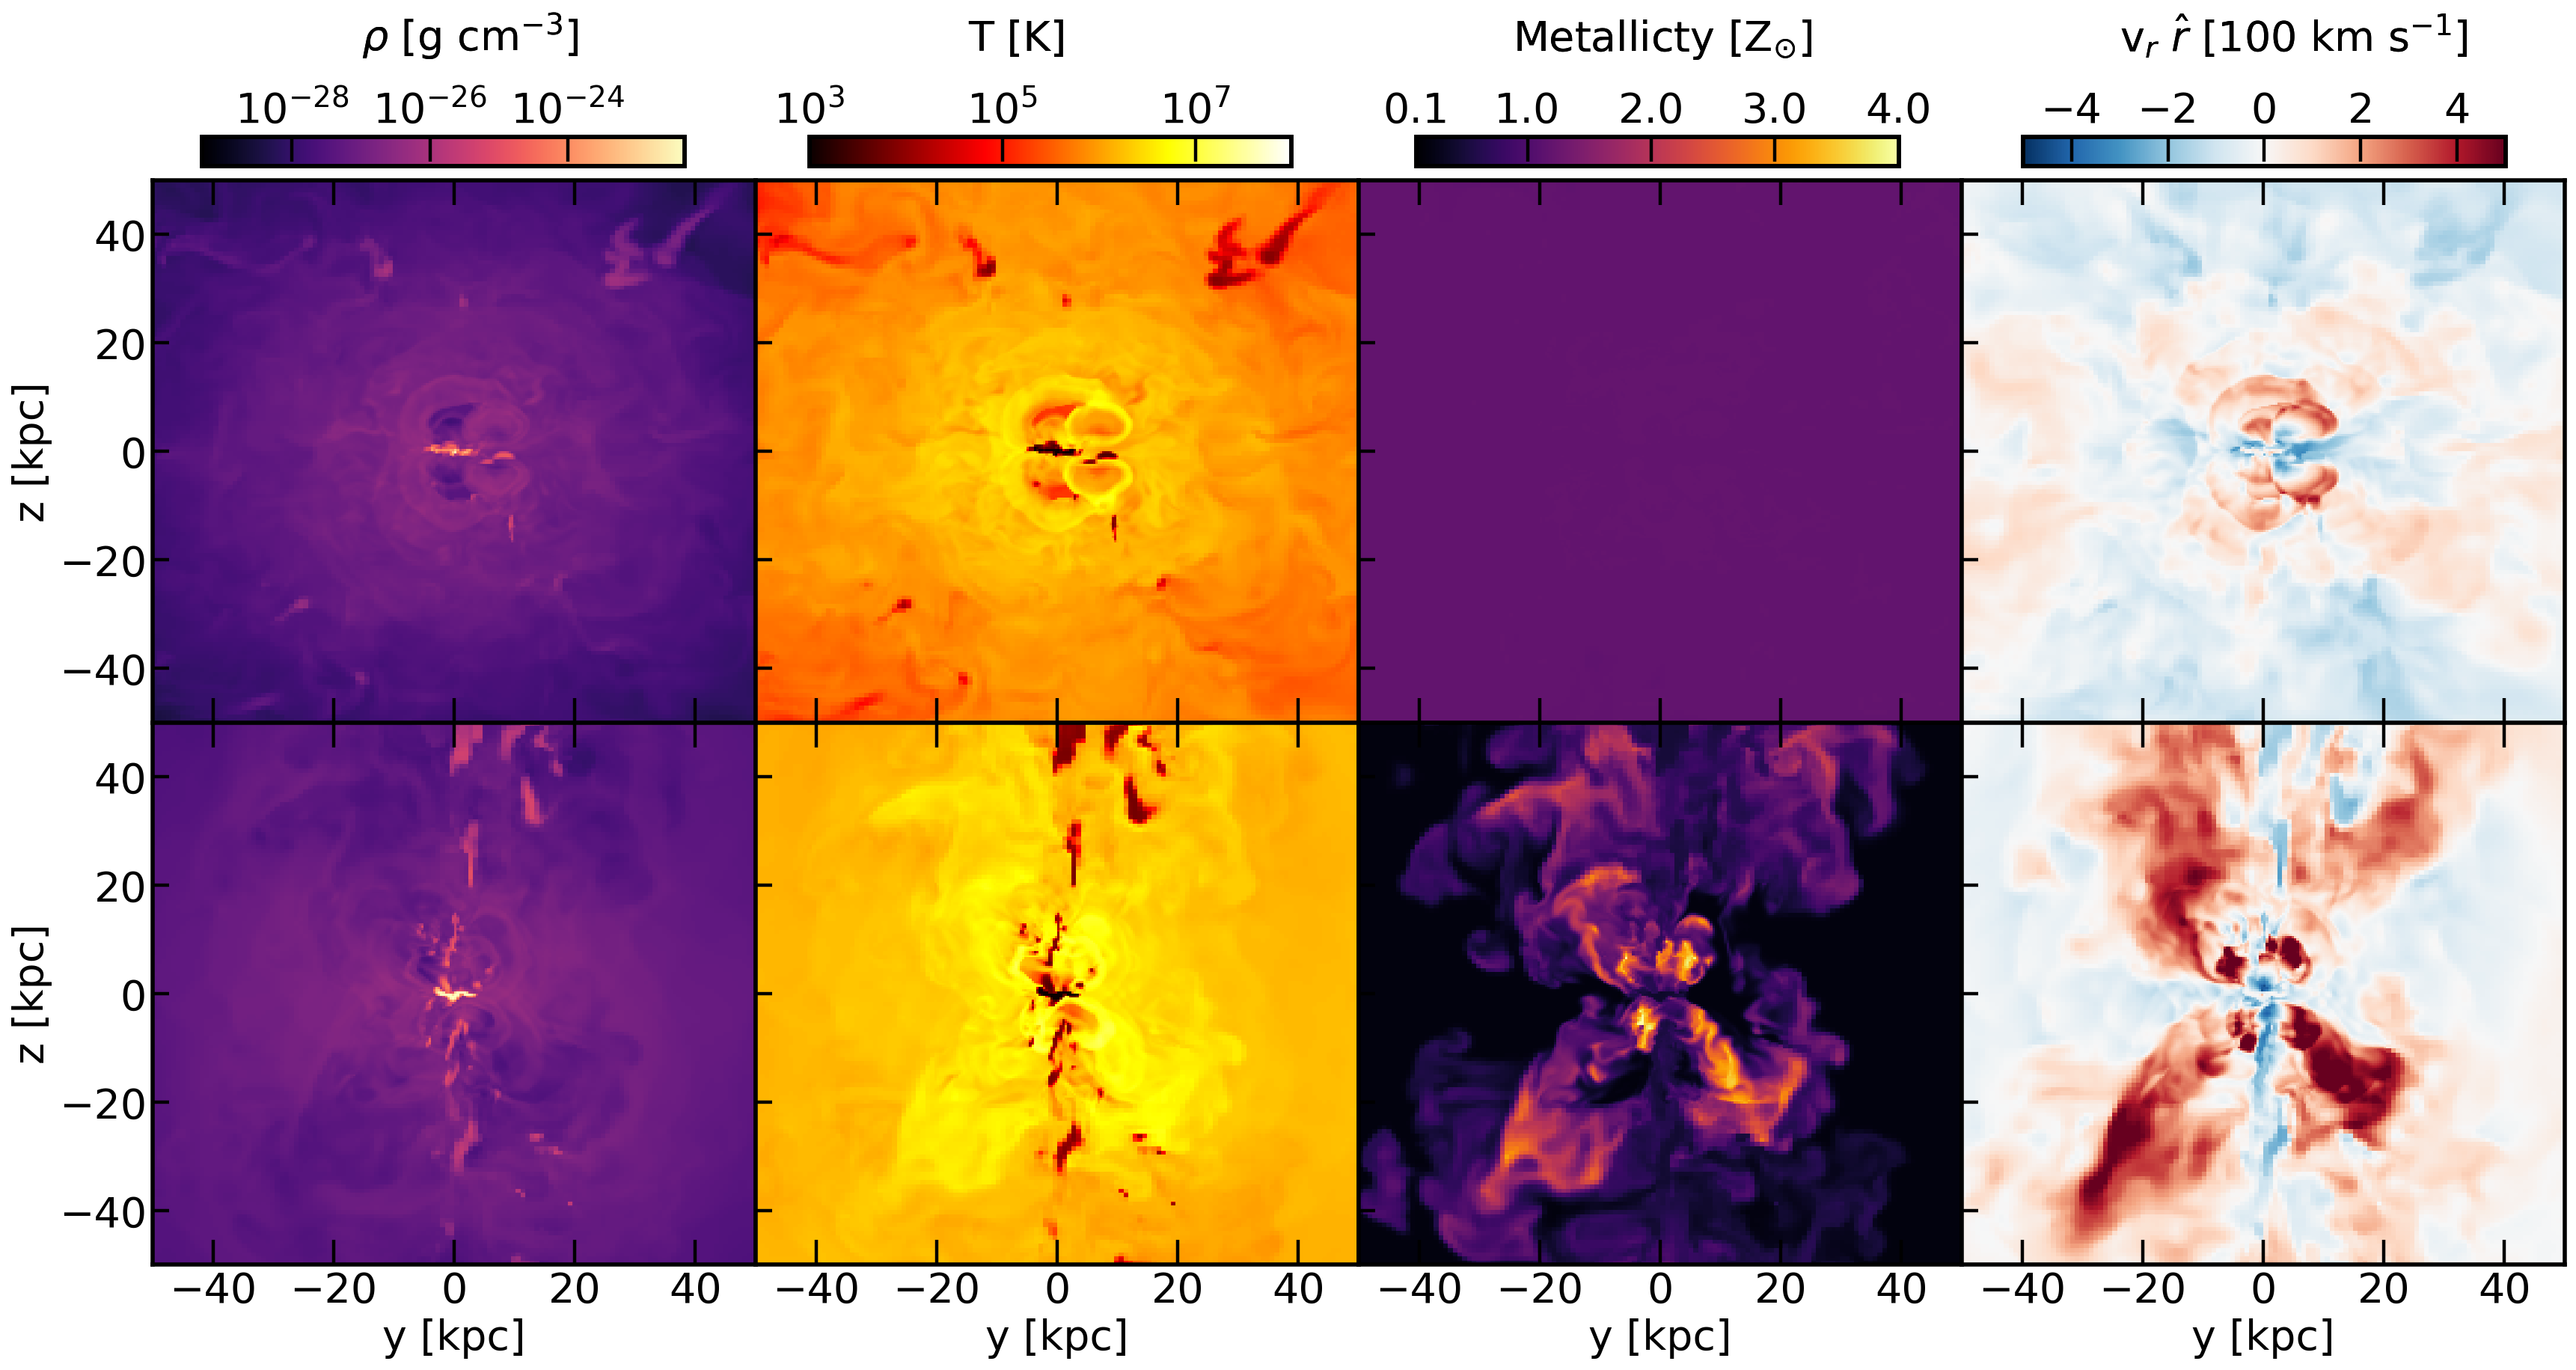 ρ [g cm⁻³] T [K] Metallicty [Z☉] vᵣ r̂ [100 km s⁻¹]
10⁻²⁸ 10⁻²⁶ 10⁻²⁴ 10³ 10⁵ 10⁷ 0.1 1.0 2.0 3.0 4.0 −4 −2 0 2 4
40
20
0
−20
−40
z [kpc]
40
20
0
−20
−40
z [kpc]
−40 −20 0 20 40 −40 −20 0 20 40 −40 −20 0 20 40 −40 −20 0 20 40
y [kpc] y [kpc] y [kpc] y [kpc]